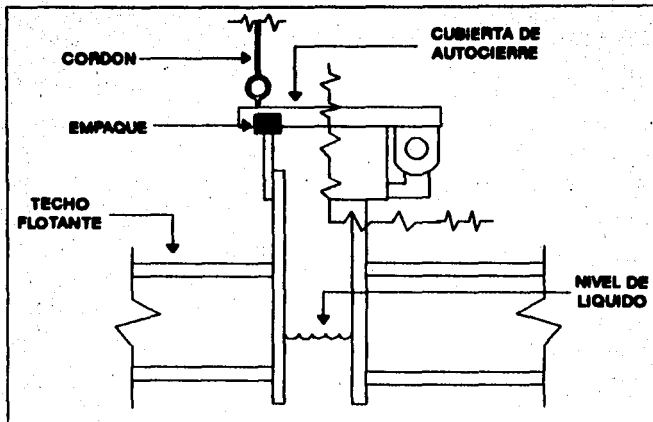 CUBIERTA DE
AUTOCIERRE
CORDON
EMPAQUE
TECHO
FLOTANTE
NIVEL DE
LIQUIDO